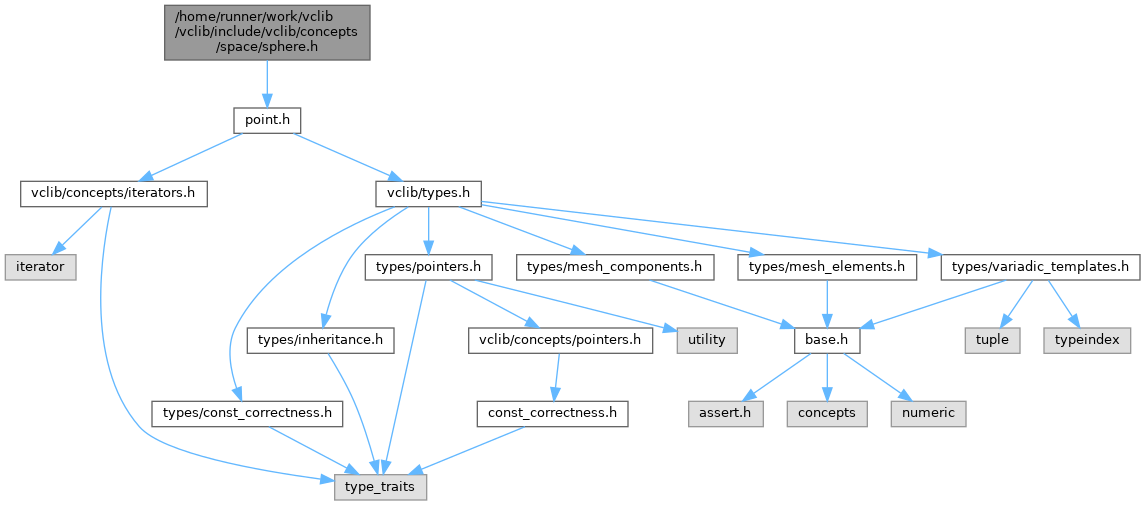 /home/runner/work/vclib
/vclib/include/vclib/concepts
/space/sphere.h
point.h
vclib/concepts/iterators.h
vclib/types.h
iterator
types/pointers.h
types/mesh_components.h
types/mesh_elements.h
types/variadic_templates.h
types/inheritance.h
vclib/concepts/pointers.h
utility
base.h
tuple
typeindex
types/const_correctness.h
const_correctness.h
assert.h
concepts
numeric
type_traits